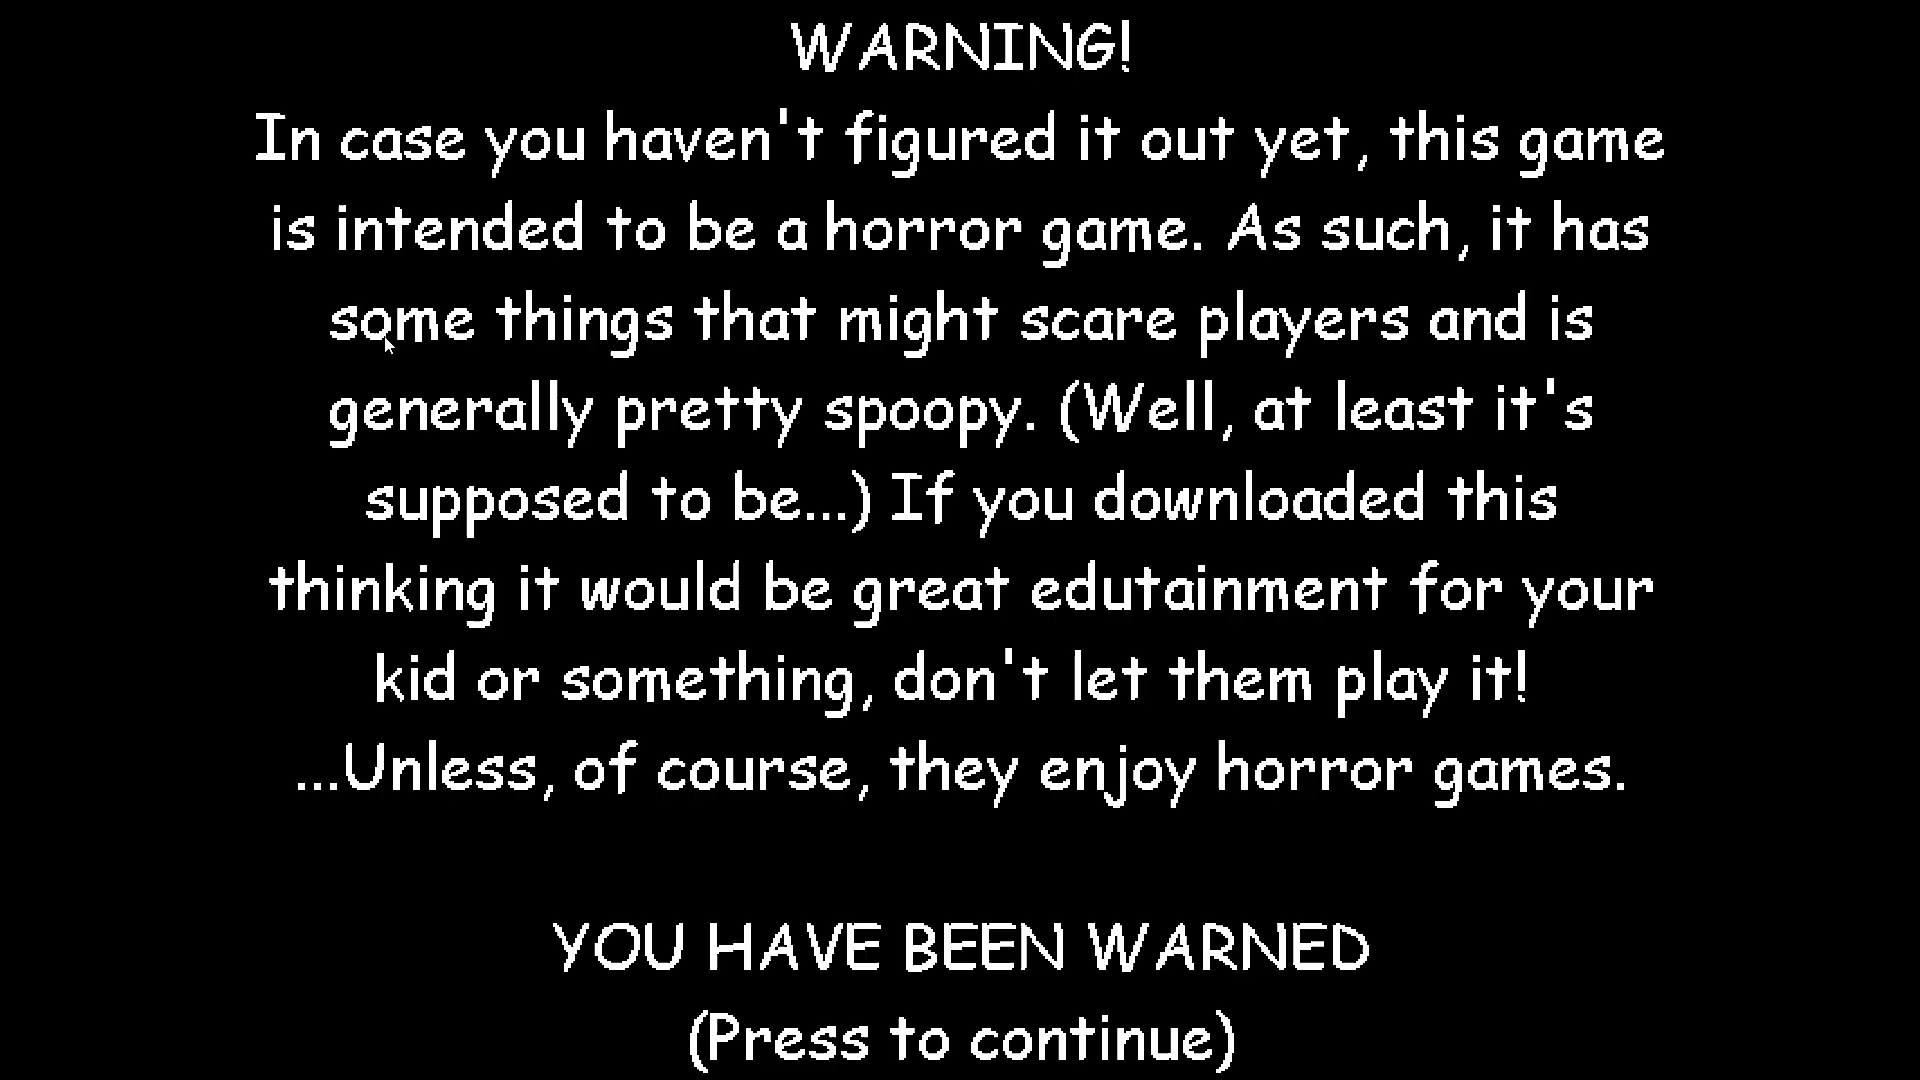 WARNING!
In case you haven't figured it out yet, this game
is intended to be a horror game. As such, it has
some things that might scare players and is
generally pretty spoopy. (Well, at least it's
supposed to be...) If you downloaded this
thinking it would be great edutainment for your
kid or something, don't let them play it!
...Unless, of course, they enjoy horror games.
YOU HAVE BEEN WARNED
(Press to continue)